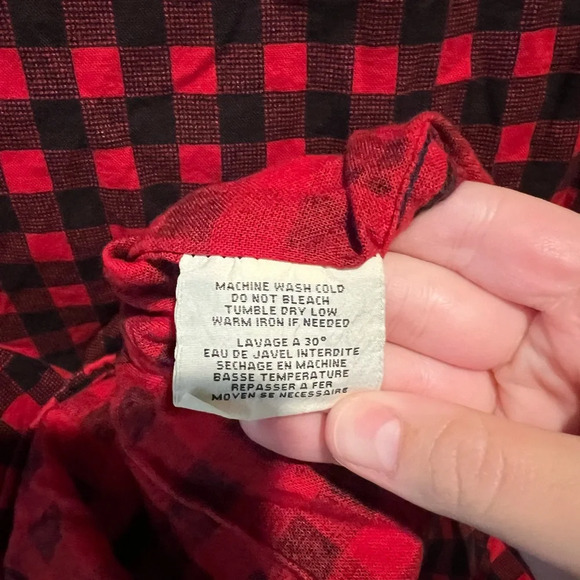 MACHINE WASH COLD
DO NOT BLEACH
TUMBLE DRY LOW
WARM IRON IF NEEDED
LAVAGE A 30°
EAU DE JAVEL INTERDITE
SECHAGE EN MACHINE
BASSE TEMPERATURE
REPASSER A FER
MOYEN SE NECESSAIRE